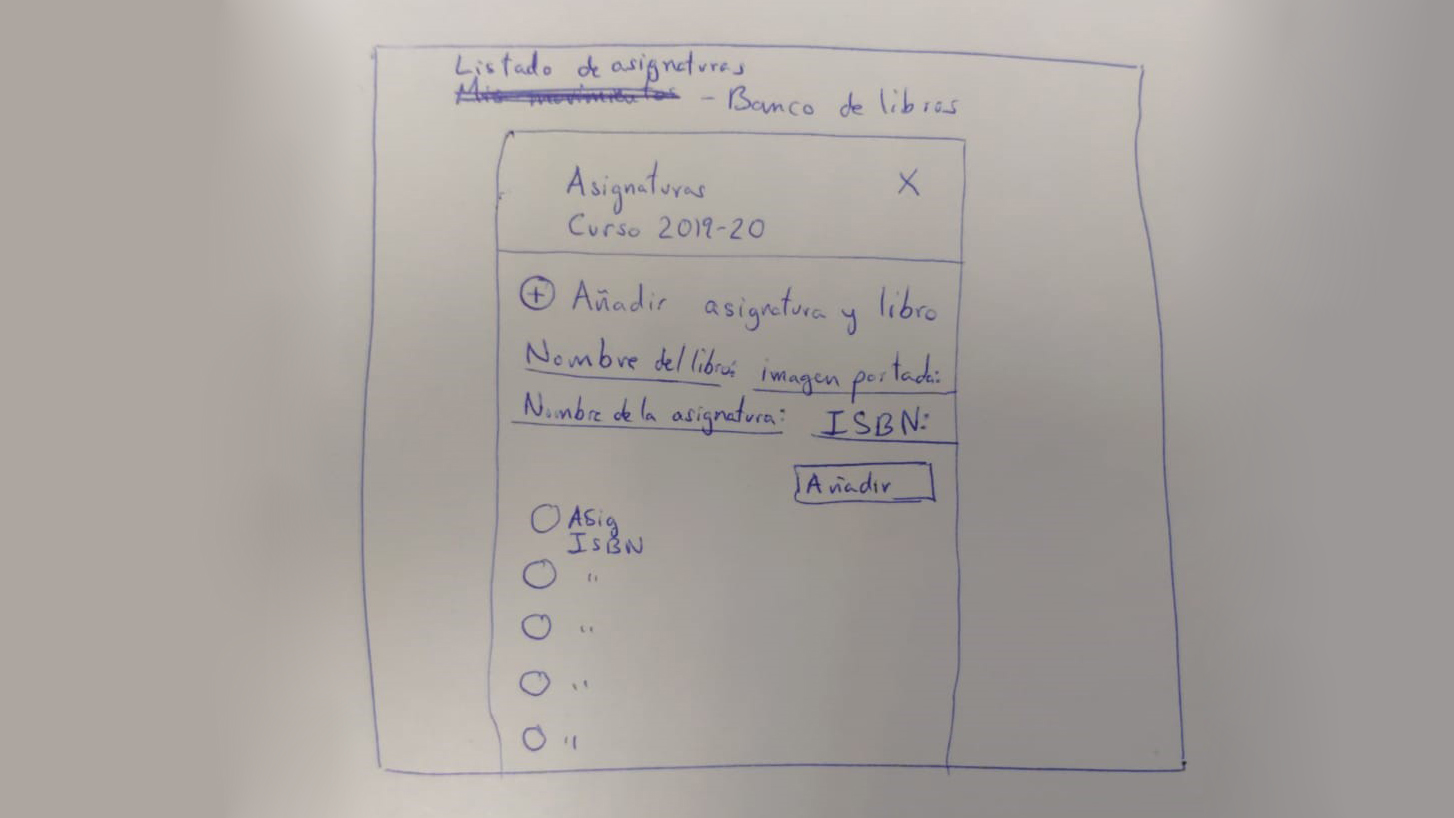 Listado de asignaturas
Mis movimientos - Banco de libros
Asignaturas X
Curso 2019-20
+ Añadir asignatura y libro
Nombre del libro: imagen portada:
Nombre de la asignatura: ISBN:
Añadir
ASig
ISBN
"
"
"
"